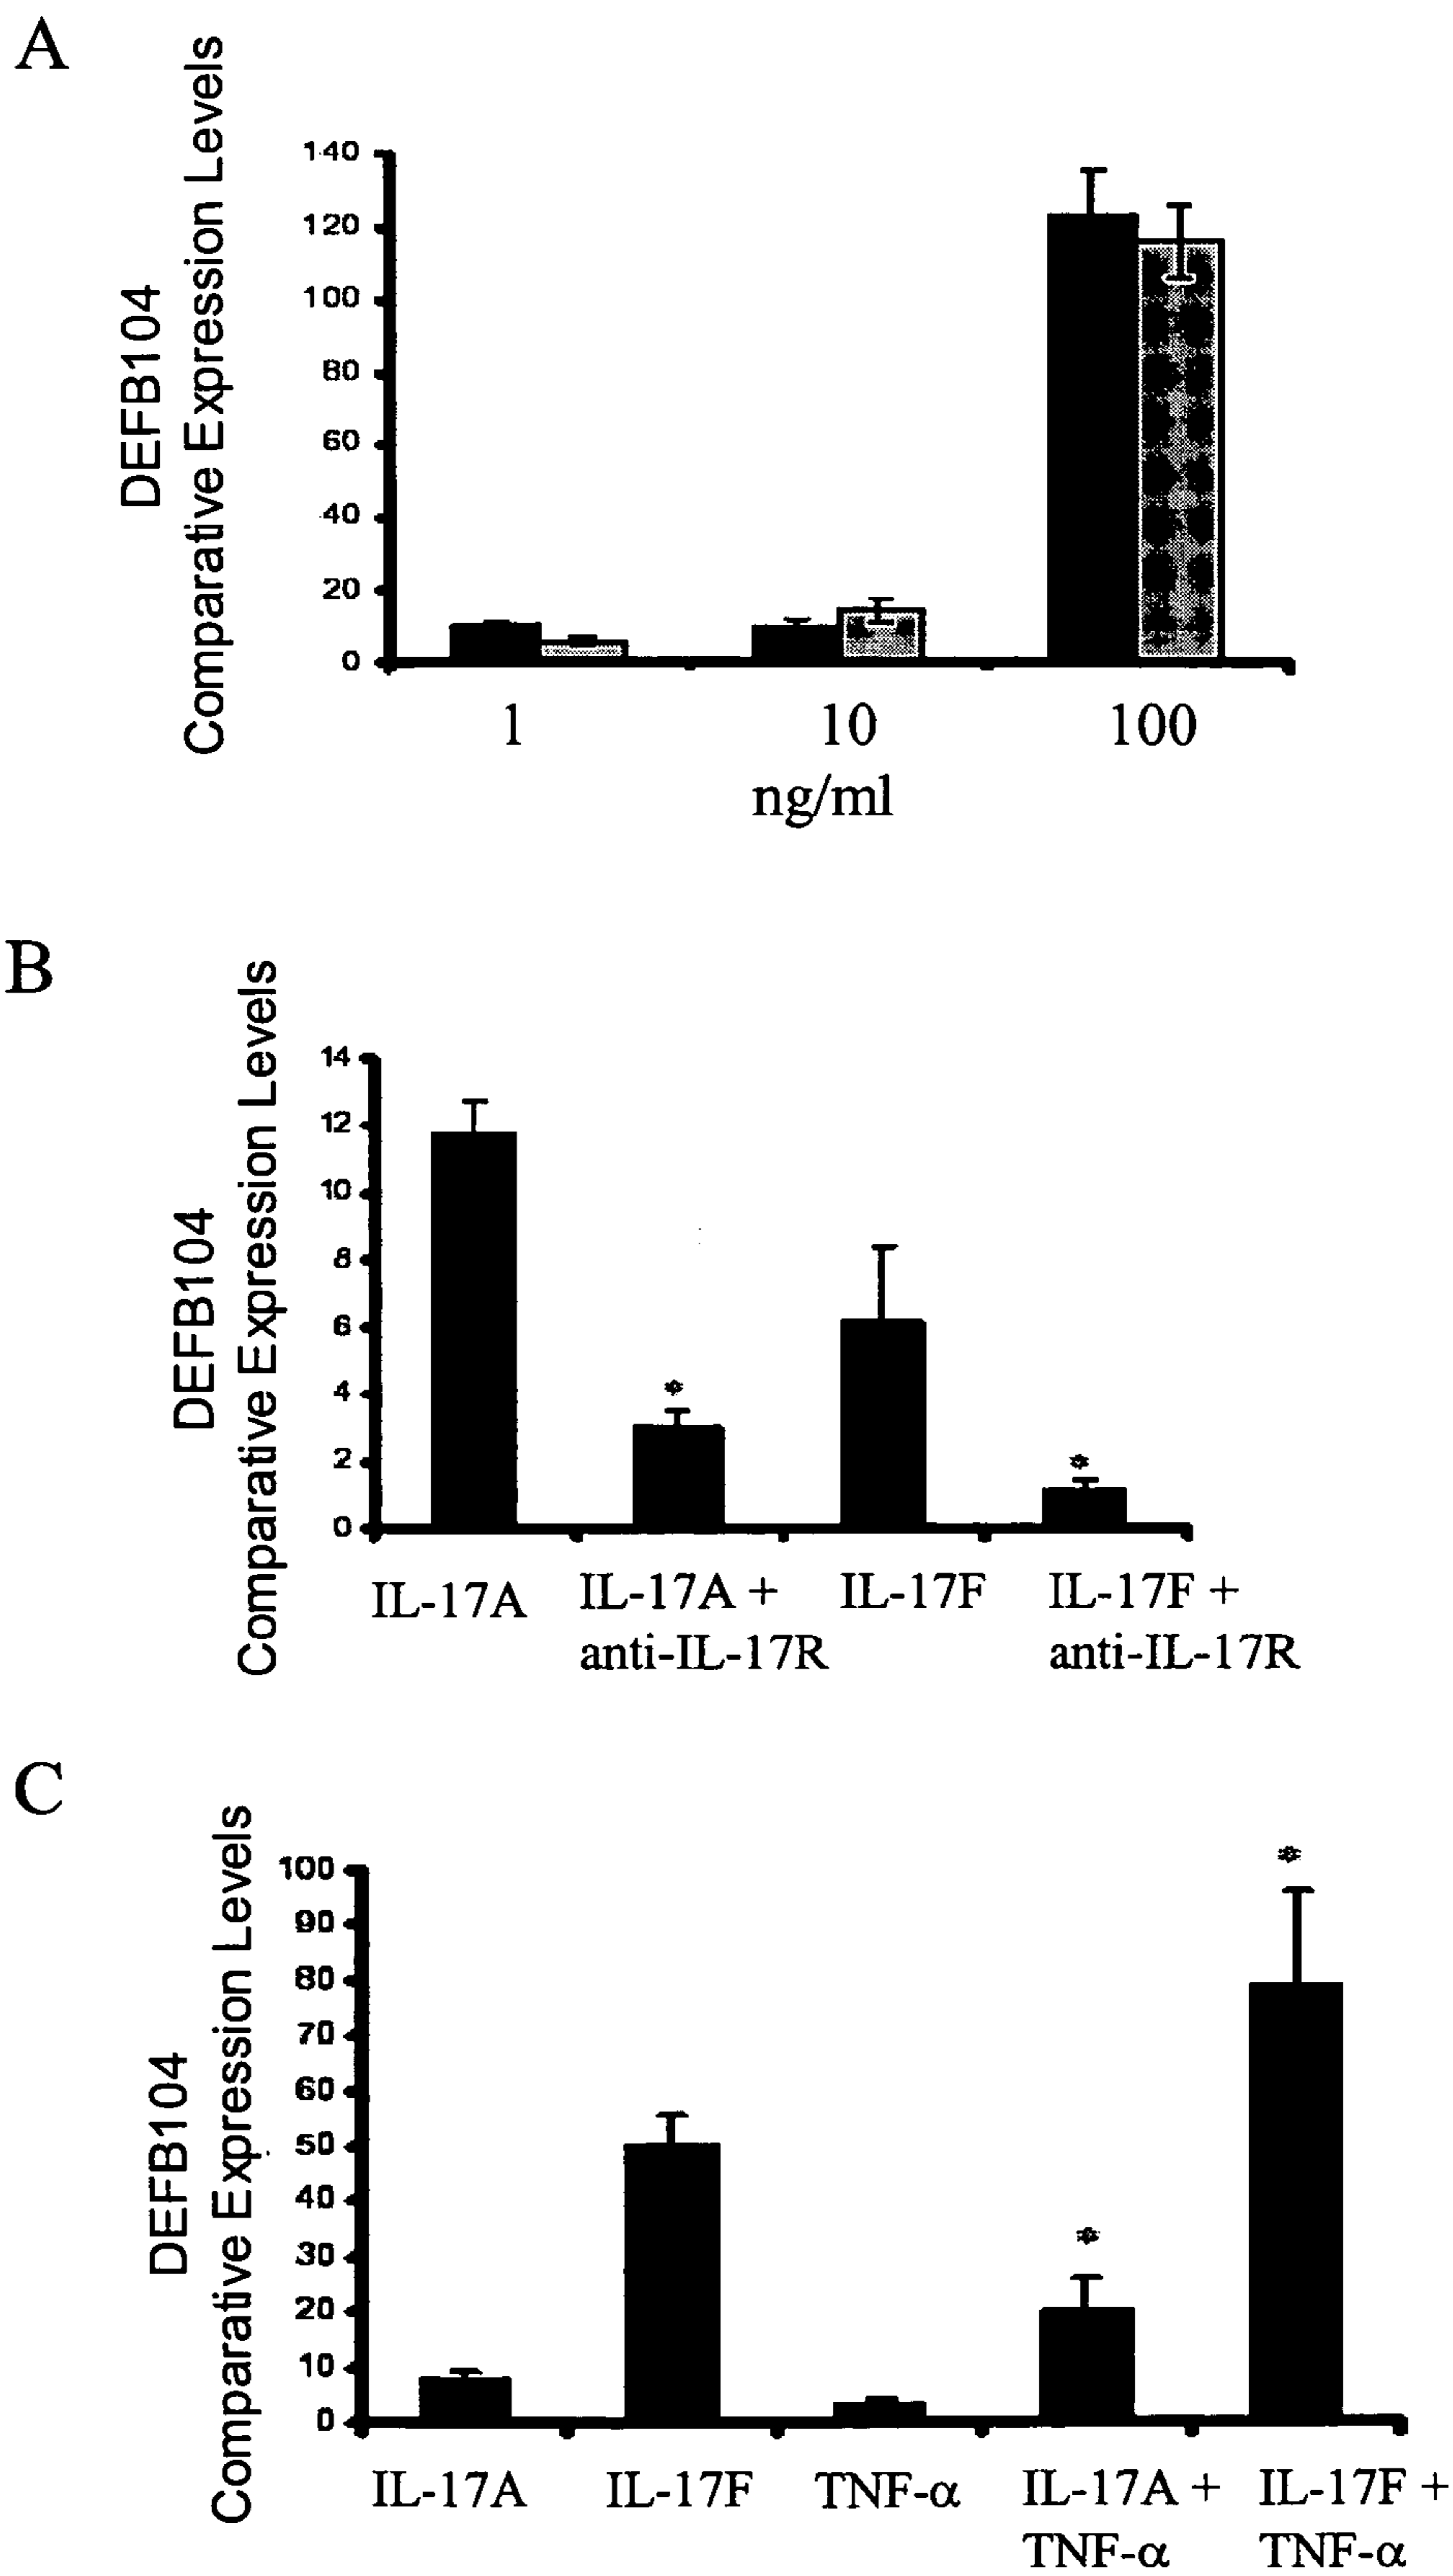 A
DEFB104
Comparative Expression Levels
140
120
100
80
60
40
20
0
1 10 100
ng/ml
B
DEFB104
Comparative Expression Levels
14
12
10
8
6
4
2
0
*
*
IL-17A
IL-17A +
anti-IL-17R
IL-17F
IL-17F +
anti-IL-17R
C
DEFB104
Comparative Expression Levels
100
90
80
70
60
50
40
30
20
10
0
*
*
IL-17A
IL-17F
TNF-α
IL-17A +
TNF-α
IL-17F +
TNF-α